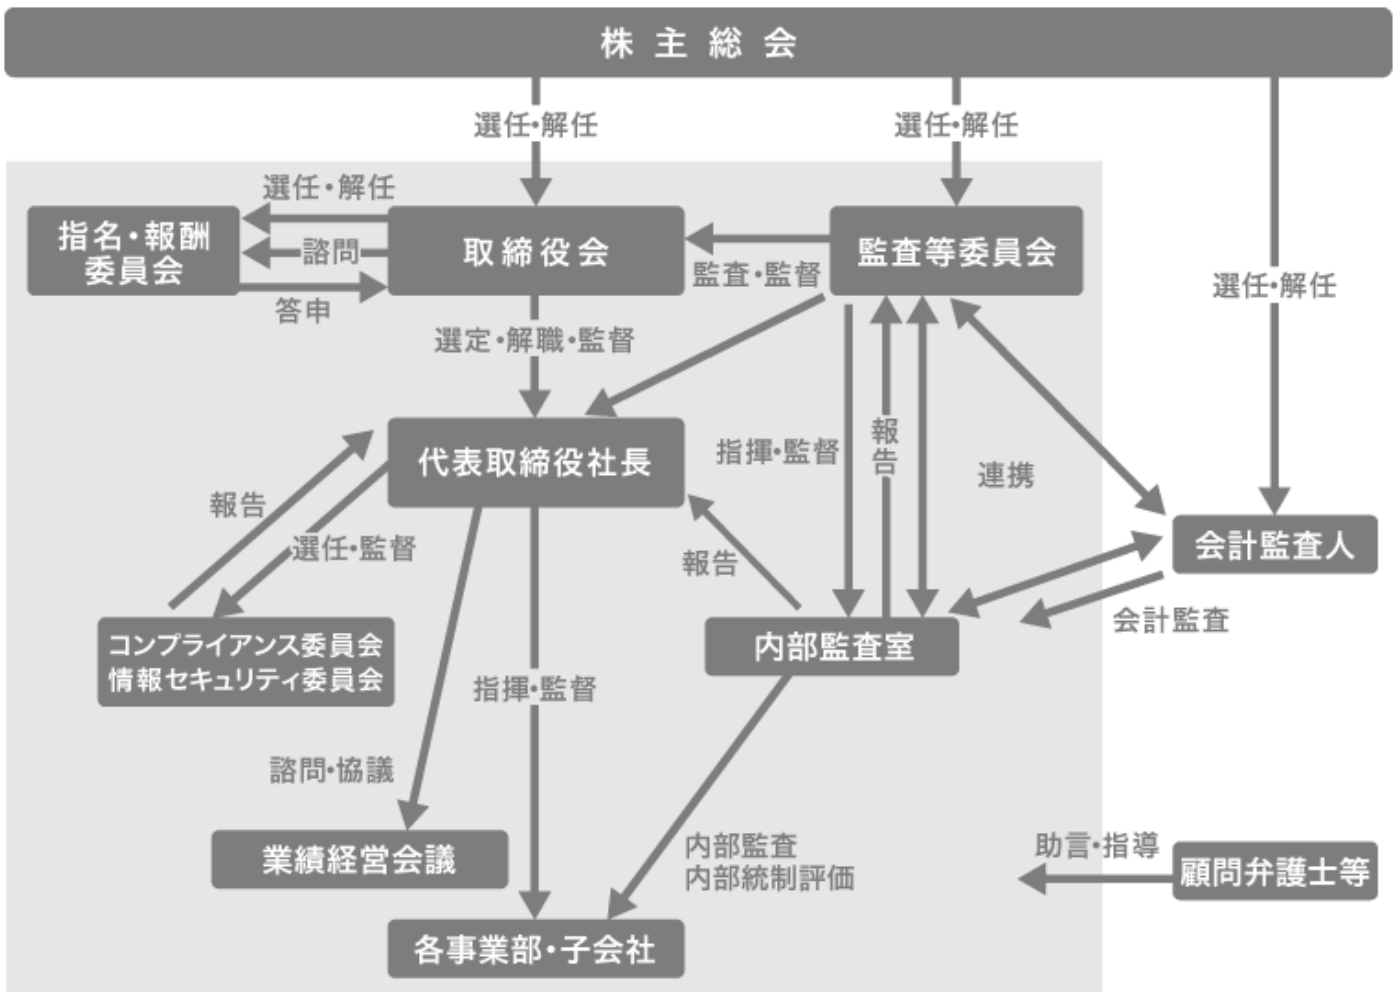 株主総会
選任・解任
選任・解任
選任・解任
選任・解任
指名・報酬
委員会
諮問
答申
取締役会
監査・監督
監査等委員会
選定・解職・監督
代表取締役社長
指揮・監督
報告
連携
報告
選任・監督
報告
会計監査人
会計監査
コンプライアンス委員会
情報セキュリティ委員会
内部監査室
指揮・監督
諮問・協議
業績経営会議
内部監査
内部統制評価
助言・指導
顧問弁護士等
各事業部・子会社